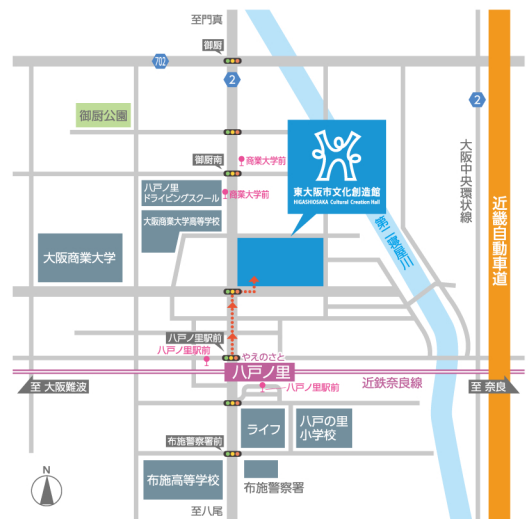 至門真
御厨
702
2
御厨公園
2
御厨南
商業大学前
八戸ノ里
ドライビングスクール
商業大学前
大阪商業大学高等学校
東大阪市文化創造館
HIGASHIOSAKA Cultural Creation Hall
大阪中央環状線
近畿自動車道
第二寝屋川
大阪商業大学
八戸ノ里駅前
八戸ノ里駅前
やえのさと
八戸ノ里
近鉄奈良線
至 大阪難波
八戸ノ里駅前
至 奈良
ライフ
八戸の里
小学校
布施警察署前
布施高等学校
布施警察署
N
至八尾